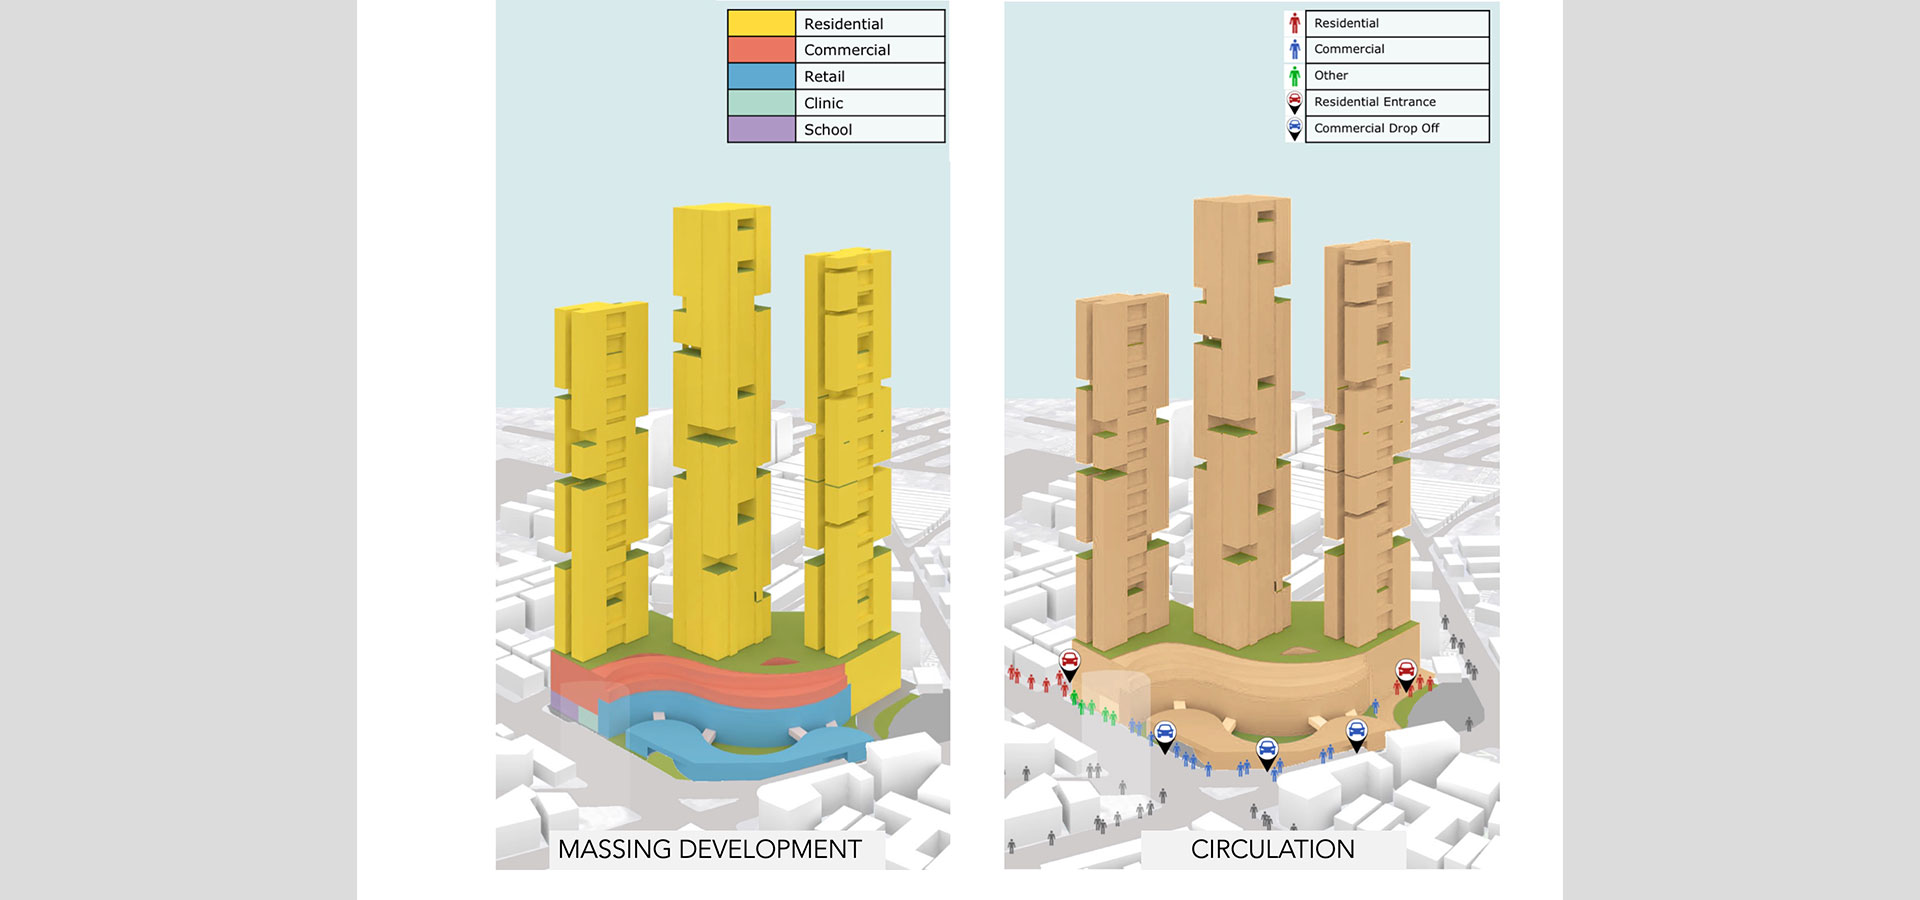 Residential
Commercial
Retail
Clinic
School
MASSING DEVELOPMENT
Residential
Commercial
Other
Residential Entrance
Commercial Drop Off
CIRCULATION